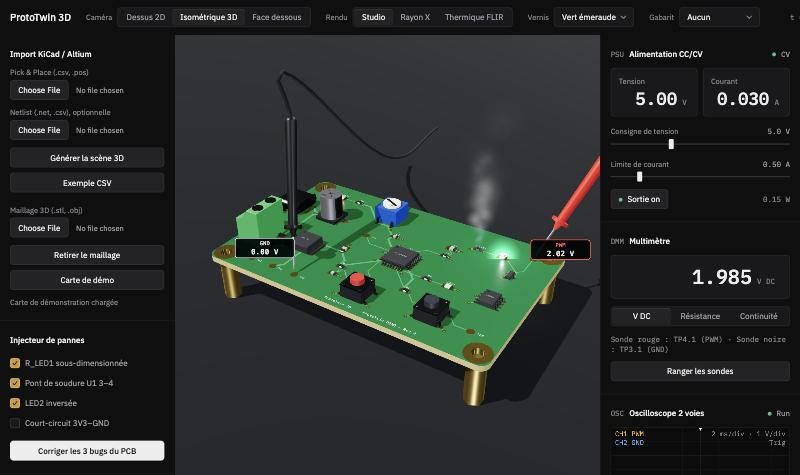 ProtoTwin 3D
Caméra
Dessus 2D
Isométrique 3D
Face dessous
Rendu
Studio
Rayon X
Thermique FLIR
Vernis
Vert émeraude
Gabarit
Aucun
Import KiCad / Altium
Pick & Place (.csv, .pos)
Choose File
No file chosen
Netlist (.net, .csv), optionnelle
Choose File
No file chosen
Générer la scène 3D
Exemple CSV
Maillage 3D (.stl, .obj)
Choose File
No file chosen
Retirer le maillage
Carte de démo
Carte de démonstration chargée
Injecteur de pannes
R_LED1 sous-dimensionnée
Pont de soudure U1 3–4
LED2 inversée
Court-circuit 3V3–GND
Corriger les 3 bugs du PCB
GND
0.00 V
PWM
2.02 V
PSU Alimentation CC/CV
CV
Tension
5.00 V
Courant
0.030 A
Consigne de tension
5.0 V
Limite de courant
0.50 A
Sortie on
0.15 W
DMM Multimètre
1.985 V DC
V DC
Résistance
Continuité
Sonde rouge : TP4.1 (PWM) · Sonde noire
: TP3.1 (GND)
Ranger les sondes
OSC Oscilloscope 2 voies
Run
CH1 PWM
2 ms/div · 1 V/div
CH2 GND
Trig